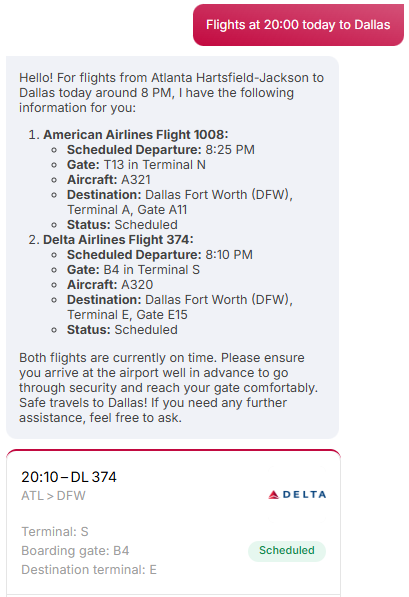 Flights at 20:00 today to Dallas
Hello! For flights from Atlanta Hartsfield-Jackson to
Dallas today around 8 PM, I have the following
information for you:
1. American Airlines Flight 1008:
Scheduled Departure: 8:25 PM
Gate: T13 in Terminal N
Aircraft: A321
Destination: Dallas Fort Worth (DFW),
Terminal A, Gate A11
Status: Scheduled
2. Delta Airlines Flight 374:
Scheduled Departure: 8:10 PM
Gate: B4 in Terminal S
Aircraft: A320
Destination: Dallas Fort Worth (DFW),
Terminal E, Gate E15
Status: Scheduled
Both flights are currently on time. Please ensure
you arrive at the airport well in advance to go
through security and reach your gate comfortably.
Safe travels to Dallas! If you need any further
assistance, feel free to ask.
20:10 – DL 374
ATL > DFW
DELTA
Terminal: S
Boarding gate: B4
Scheduled
Destination terminal: E